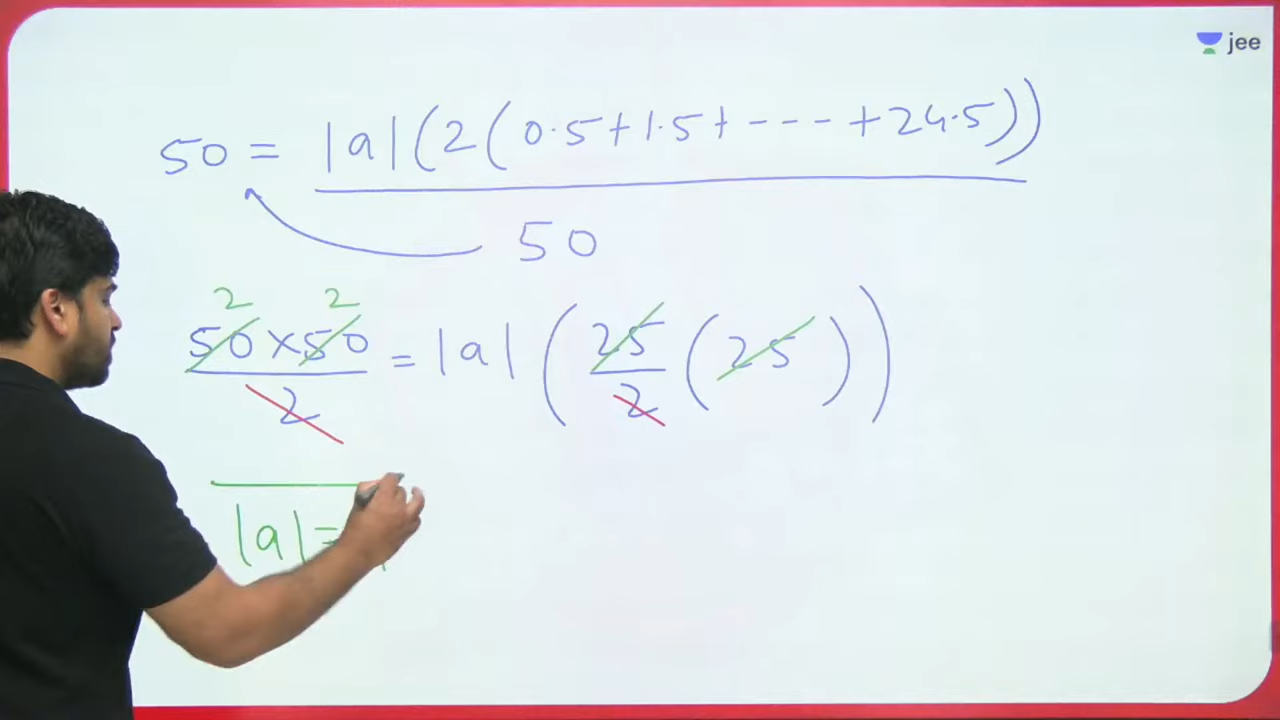 jee
50 = |a|(2(0.5+1.5+----+24.5))
50
2 2
50×50 = |a| (25 (25))
2 2
|a|=